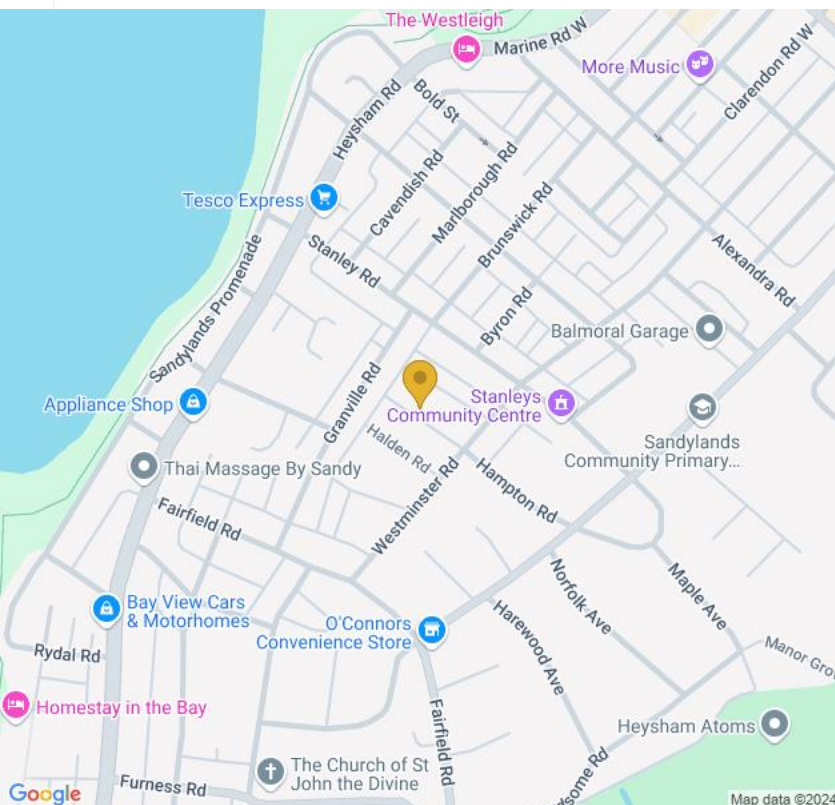 The Westleigh
Marine Rd W
More Music
Clarendon Rd W
Heysham Rd
Bold St
Cavendish Rd
Marlborough Rd
Tesco Express
Brunswick Rd
Stanley Rd
Alexandra Rd
Sandylands Promenade
Byron Rd
Balmoral Garage
Granville Rd
Appliance Shop
Stanleys
Community Centre
Sandylands
Community Primary...
Halden Rd
Thai Massage By Sandy
Westminster Rd
Hampton Rd
Fairfield Rd
Norfolk Ave
Maple Ave
Bay View Cars
& Motorhomes
O'Connors
Convenience Store
Harewood Ave
Rydal Rd
Manor Gro
Homestay in the Bay
Fairfield Rd
Heysham Atoms
The Church of St
John the Divine
Furness Rd
dsome Rd
Google
Map data ©2024